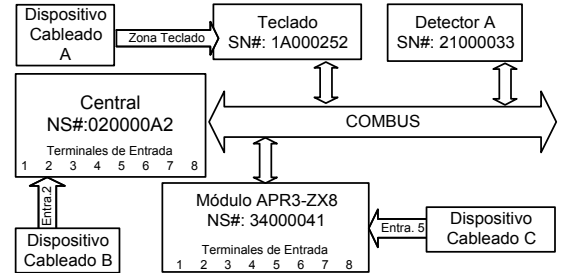 Dispositivo
Cableado
A
Zona Teclado
Teclado
SN#: 1A000252
Detector A
SN#: 21000033
Central
NS#:020000A2
Terminales de Entrada
1 2 3 4 5 6 7 8
COMBUS
Entra.2
Dispositivo
Cableado B
Módulo APR3-ZX8
NS#: 34000041
Terminales de Entrada
1 2 3 4 5 6 7 8
Entra. 5
Dispositivo
Cableado C